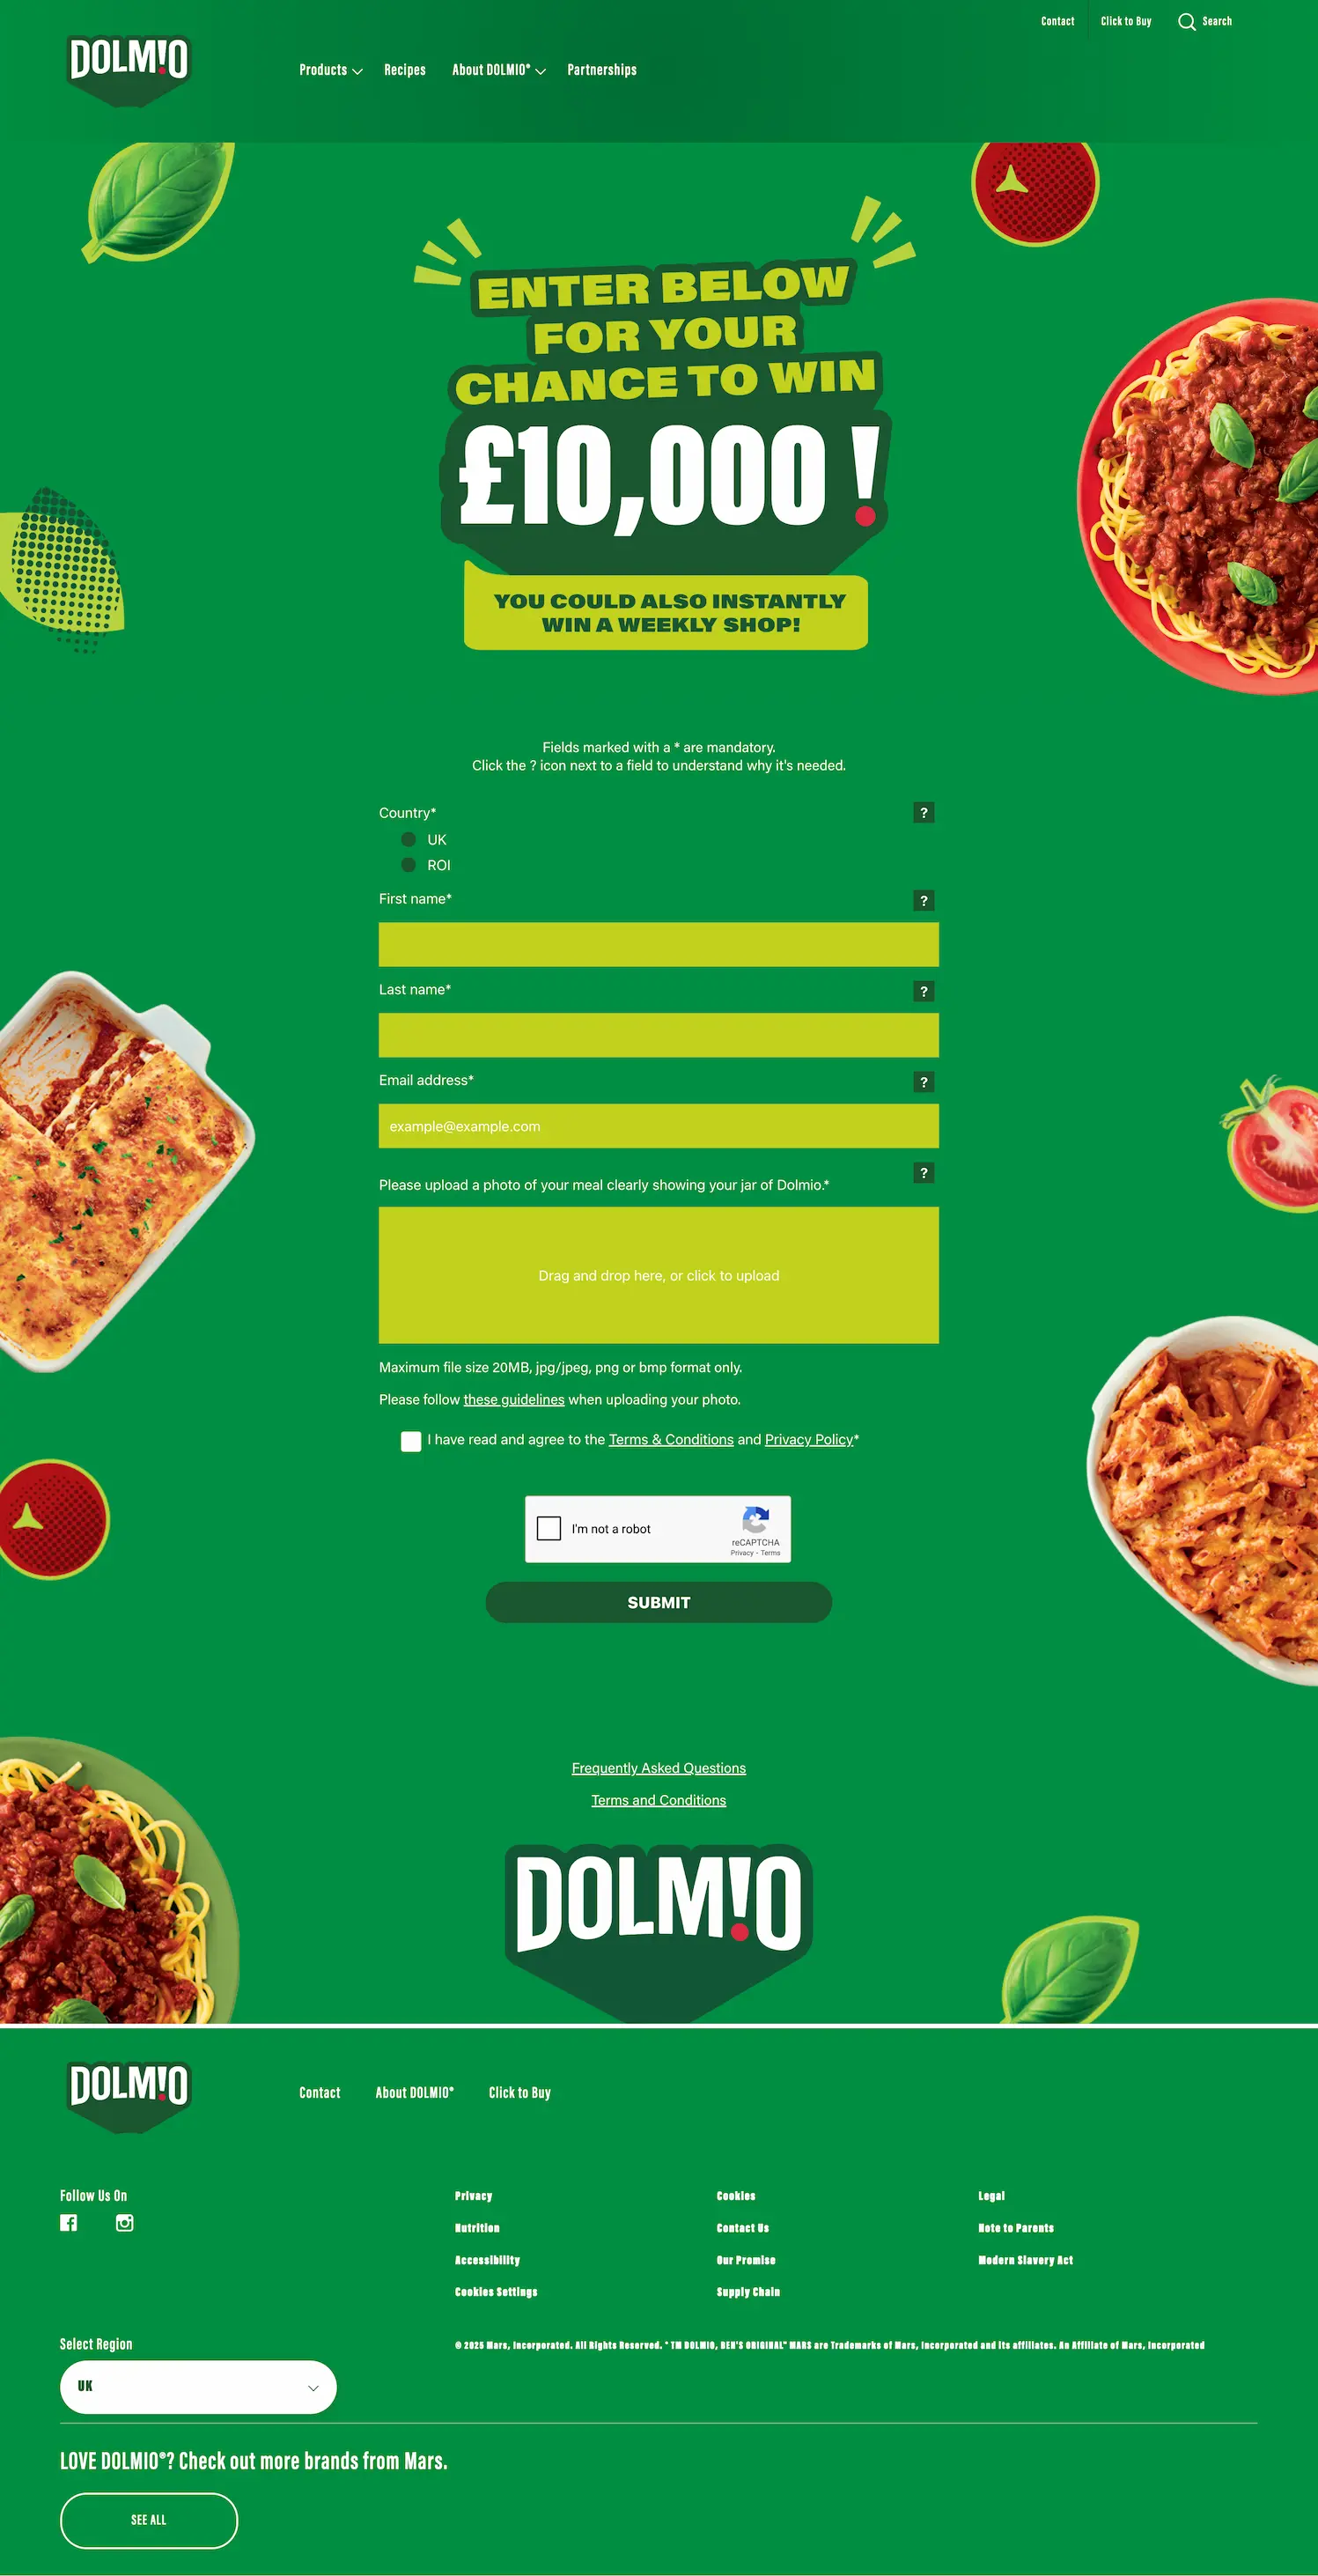 Contact
Click to Buy
Search
DOLMIO
Products
Recipes
About DOLMIO®
Partnerships
ENTER BELOW
FOR YOUR
CHANCE TO WIN
£10,000!
YOU COULD ALSO INSTANTLY
WIN A WEEKLY SHOP!
Fields marked with a * are mandatory.
Click the ? icon next to a field to understand why it's needed.
Country*
?
UK
ROI
First name*
?
Last name*
?
Email address*
?
example@example.com
?
Please upload a photo of your meal clearly showing your jar of Dolmio.*
Drag and drop here, or click to upload
Maximum file size 20MB, jpg/jpeg, png or bmp format only.
Please follow these guidelines when uploading your photo.
I have read and agree to the Terms & Conditions and Privacy Policy*
I'm not a robot
reCAPTCHA
Privacy - Terms
SUBMIT
Frequently Asked Questions
Terms and Conditions
DOLM!O
DOLM!O
Contact
About DOLMIO®
Click to Buy
Follow Us On
Privacy
Cookies
Legal
Nutrition
Contact Us
Note to Parents
Accessibility
Our Promise
Modern Slavery Act
Cookies Settings
Supply Chain
Select Region
© 2025 Mars, Incorporated. All Rights Reserved. ® TM DOLMIO, BEN'S ORIGINAL™ MARS are Trademarks of Mars, Incorporated and its affiliates. An Affiliate of Mars, Incorporated
UK
LOVE DOLMIO®? Check out more brands from Mars.
SEE ALL